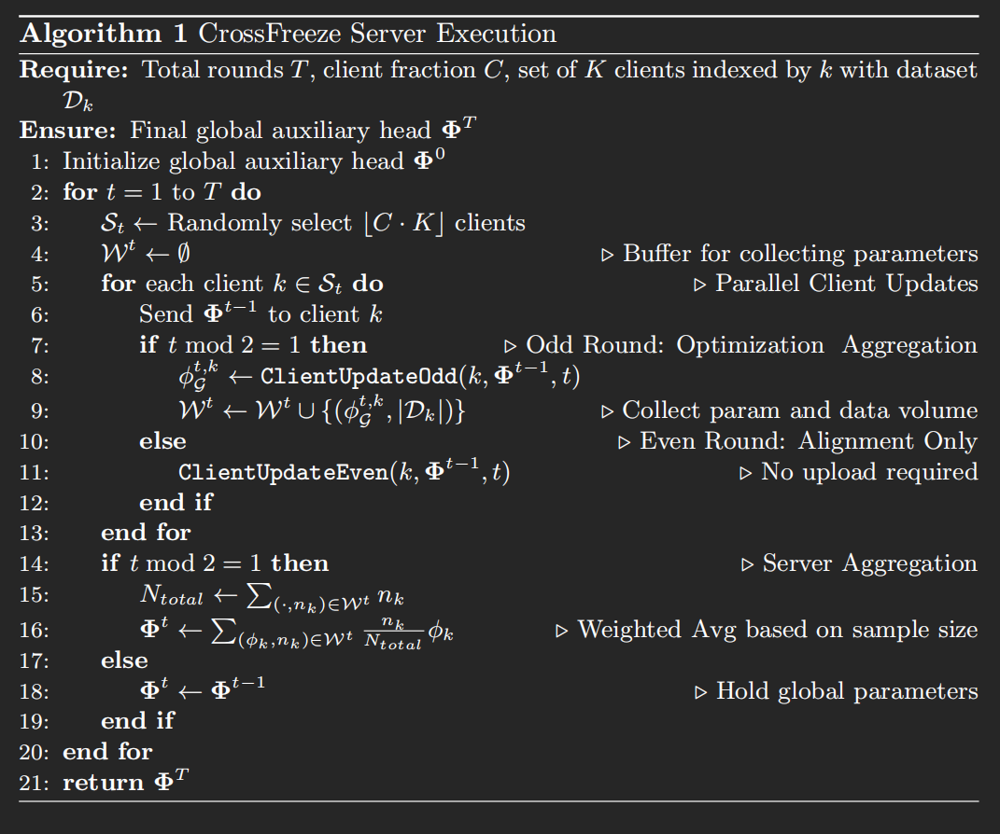 Algorithm 1 CrossFreeze Server Execution
Require: Total rounds T, client fraction C, set of K clients indexed by k with dataset
𝒟_k
Ensure: Final global auxiliary head 𝚽^T
1: Initialize global auxiliary head 𝚽^0
2: for t = 1 to T do
3: 𝒮_t ← Randomly select ⌊C · K⌋ clients
4: 𝒲^t ← ∅ ▷ Buffer for collecting parameters
5: for each client k ∈ 𝒮_t do ▷ Parallel Client Updates
6: Send 𝚽^{t−1} to client k
7: if t mod 2 = 1 then ▷ Odd Round: Optimization Aggregation
8: ϕ_𝒢^{t,k} ← ClientUpdateOdd(k, 𝚽^{t−1}, t)
9: 𝒲^t ← 𝒲^t ∪ {(ϕ_𝒢^{t,k}, |𝒟_k|)} ▷ Collect param and data volume
10: else ▷ Even Round: Alignment Only
11: ClientUpdateEven(k, 𝚽^{t−1}, t) ▷ No upload required
12: end if
13: end for
14: if t mod 2 = 1 then ▷ Server Aggregation
15: N_{total} ← ∑_{(·,n_k)∈𝒲^t} n_k
16: 𝚽^t ← ∑_{(ϕ_k,n_k)∈𝒲^t} \frac{n_k}{N_{total}} ϕ_k ▷ Weighted Avg based on sample size
17: else
18: 𝚽^t ← 𝚽^{t−1} ▷ Hold global parameters
19: end if
20: end for
21: return 𝚽^T